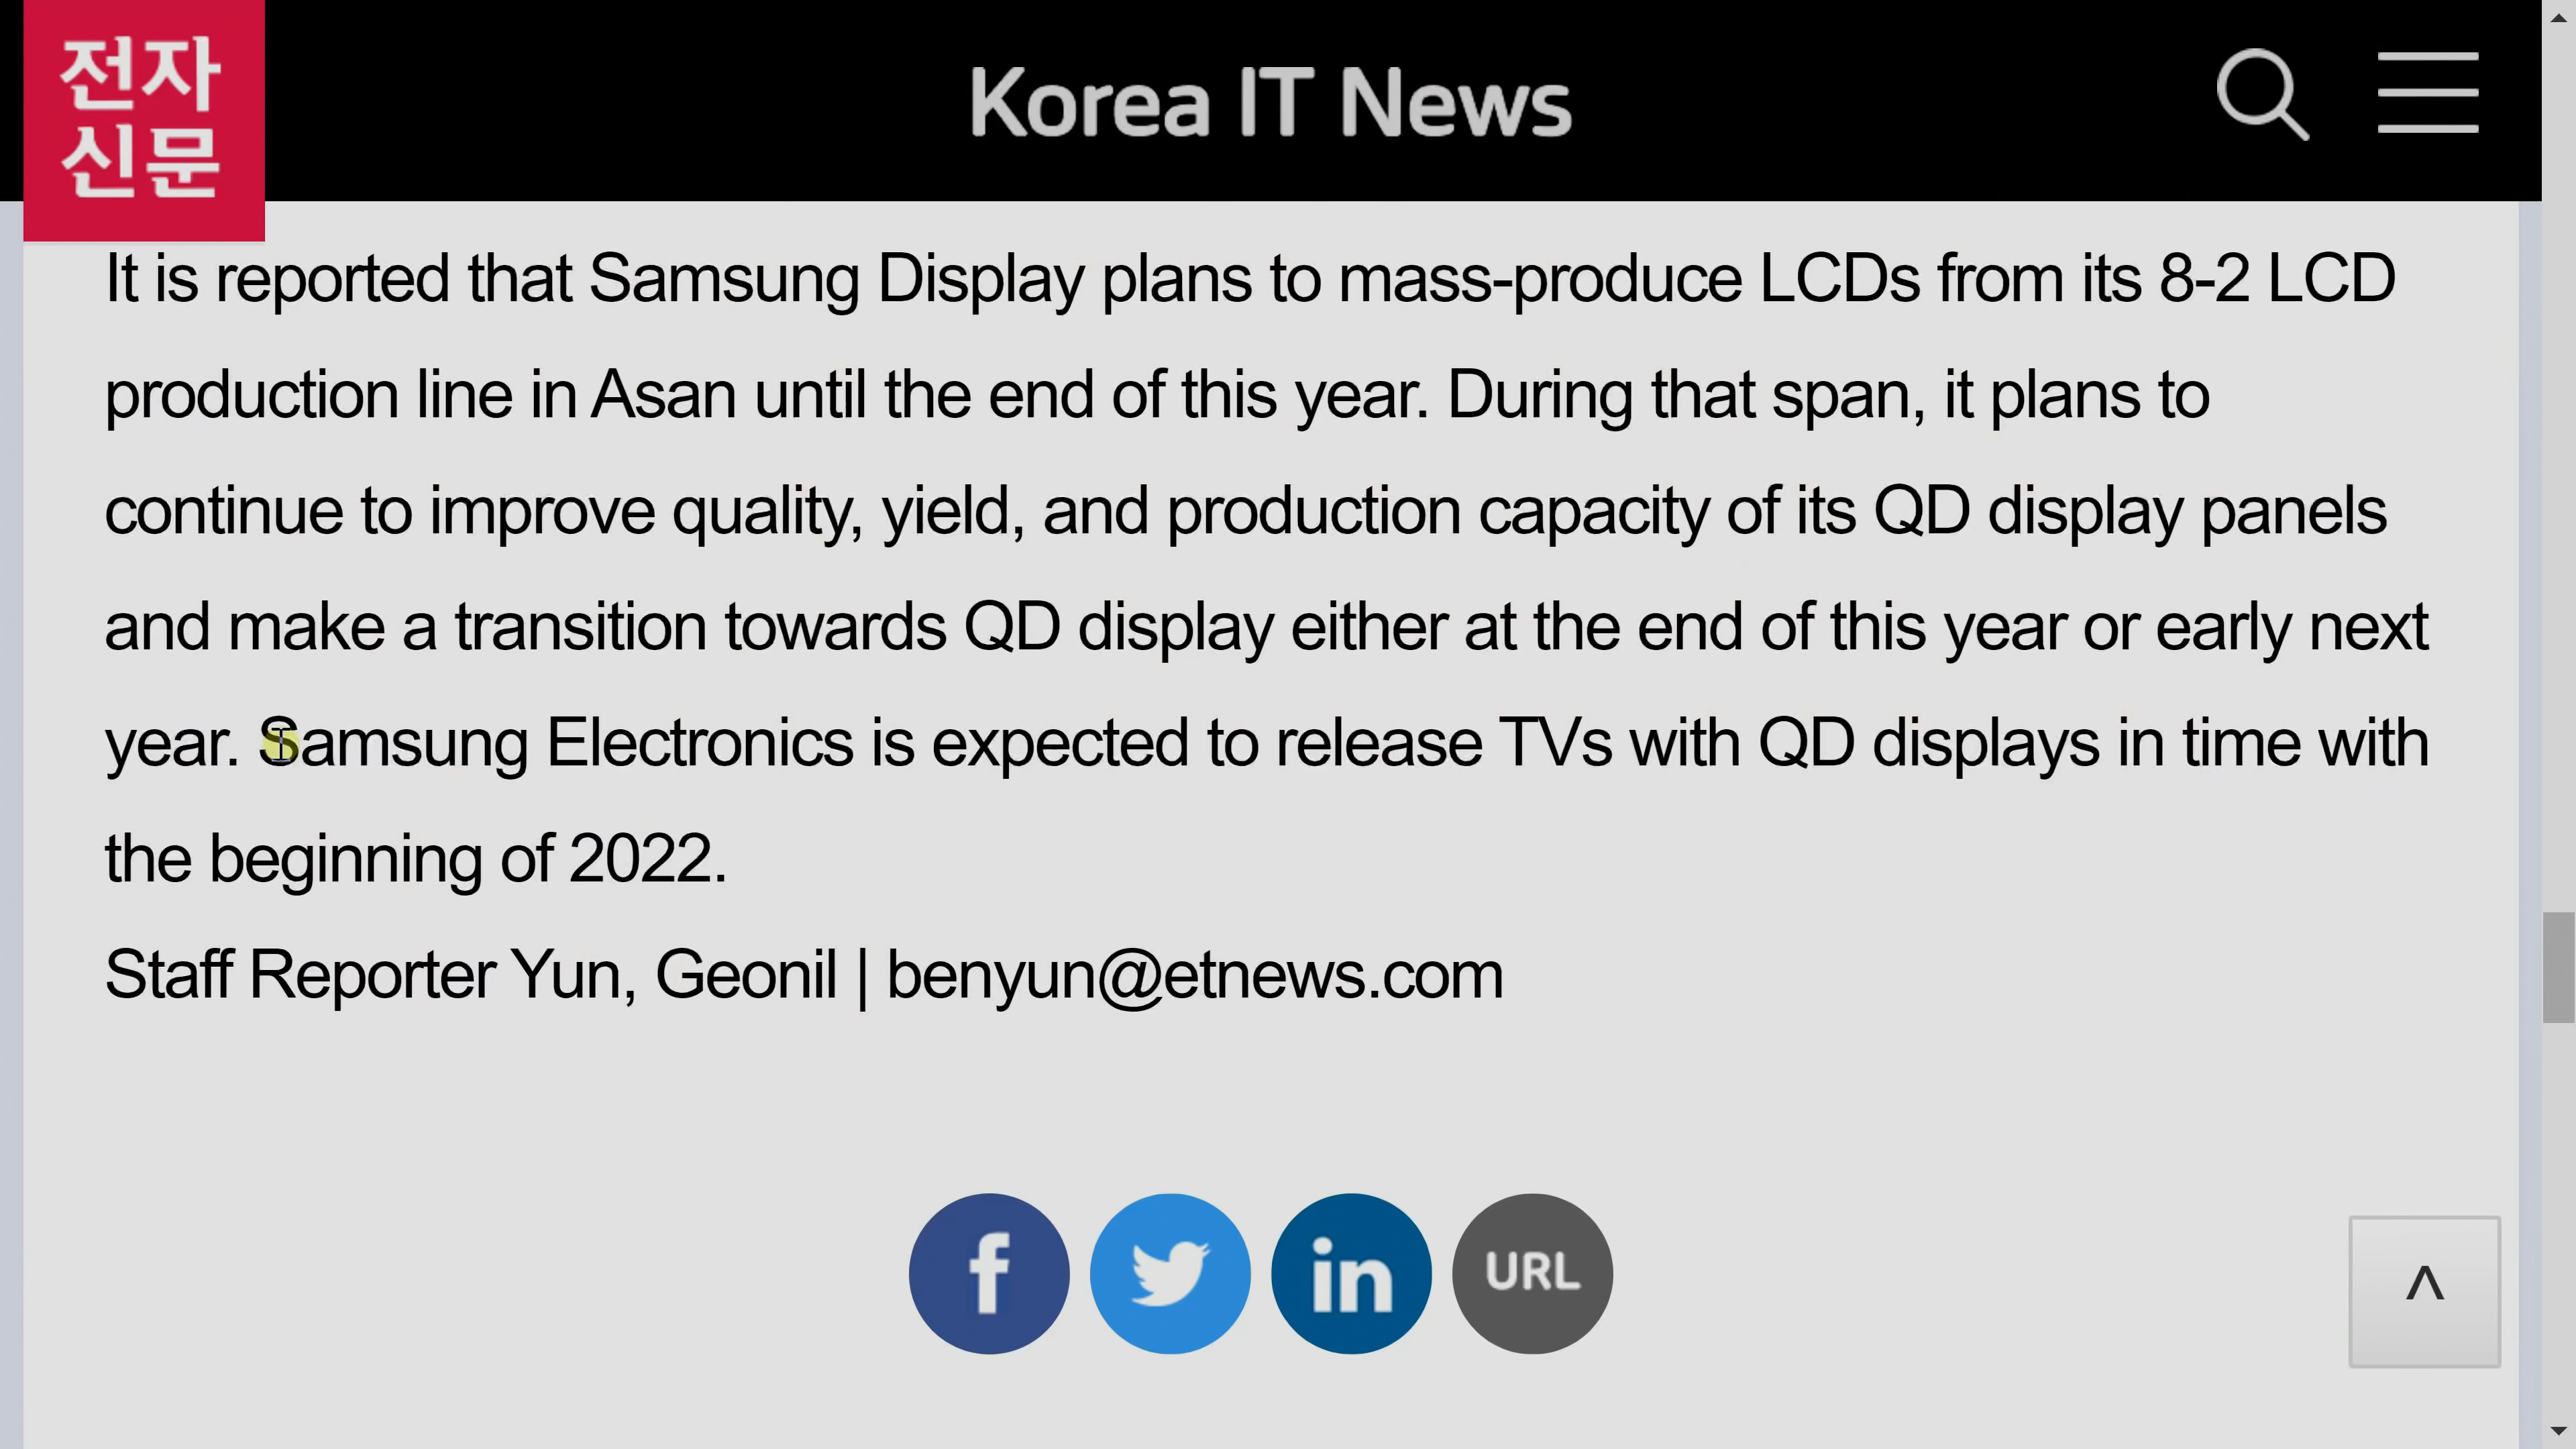 전자
신문
Korea IT News
It is reported that Samsung Display plans to mass-produce LCDs from its 8-2 LCD
production line in Asan until the end of this year. During that span, it plans to
continue to improve quality, yield, and production capacity of its QD display panels
and make a transition towards QD display either at the end of this year or early next
year. Samsung Electronics is expected to release TVs with QD displays in time with
the beginning of 2022.
Staff Reporter Yun, Geonil | benyun@etnews.com
f
in
URL
^